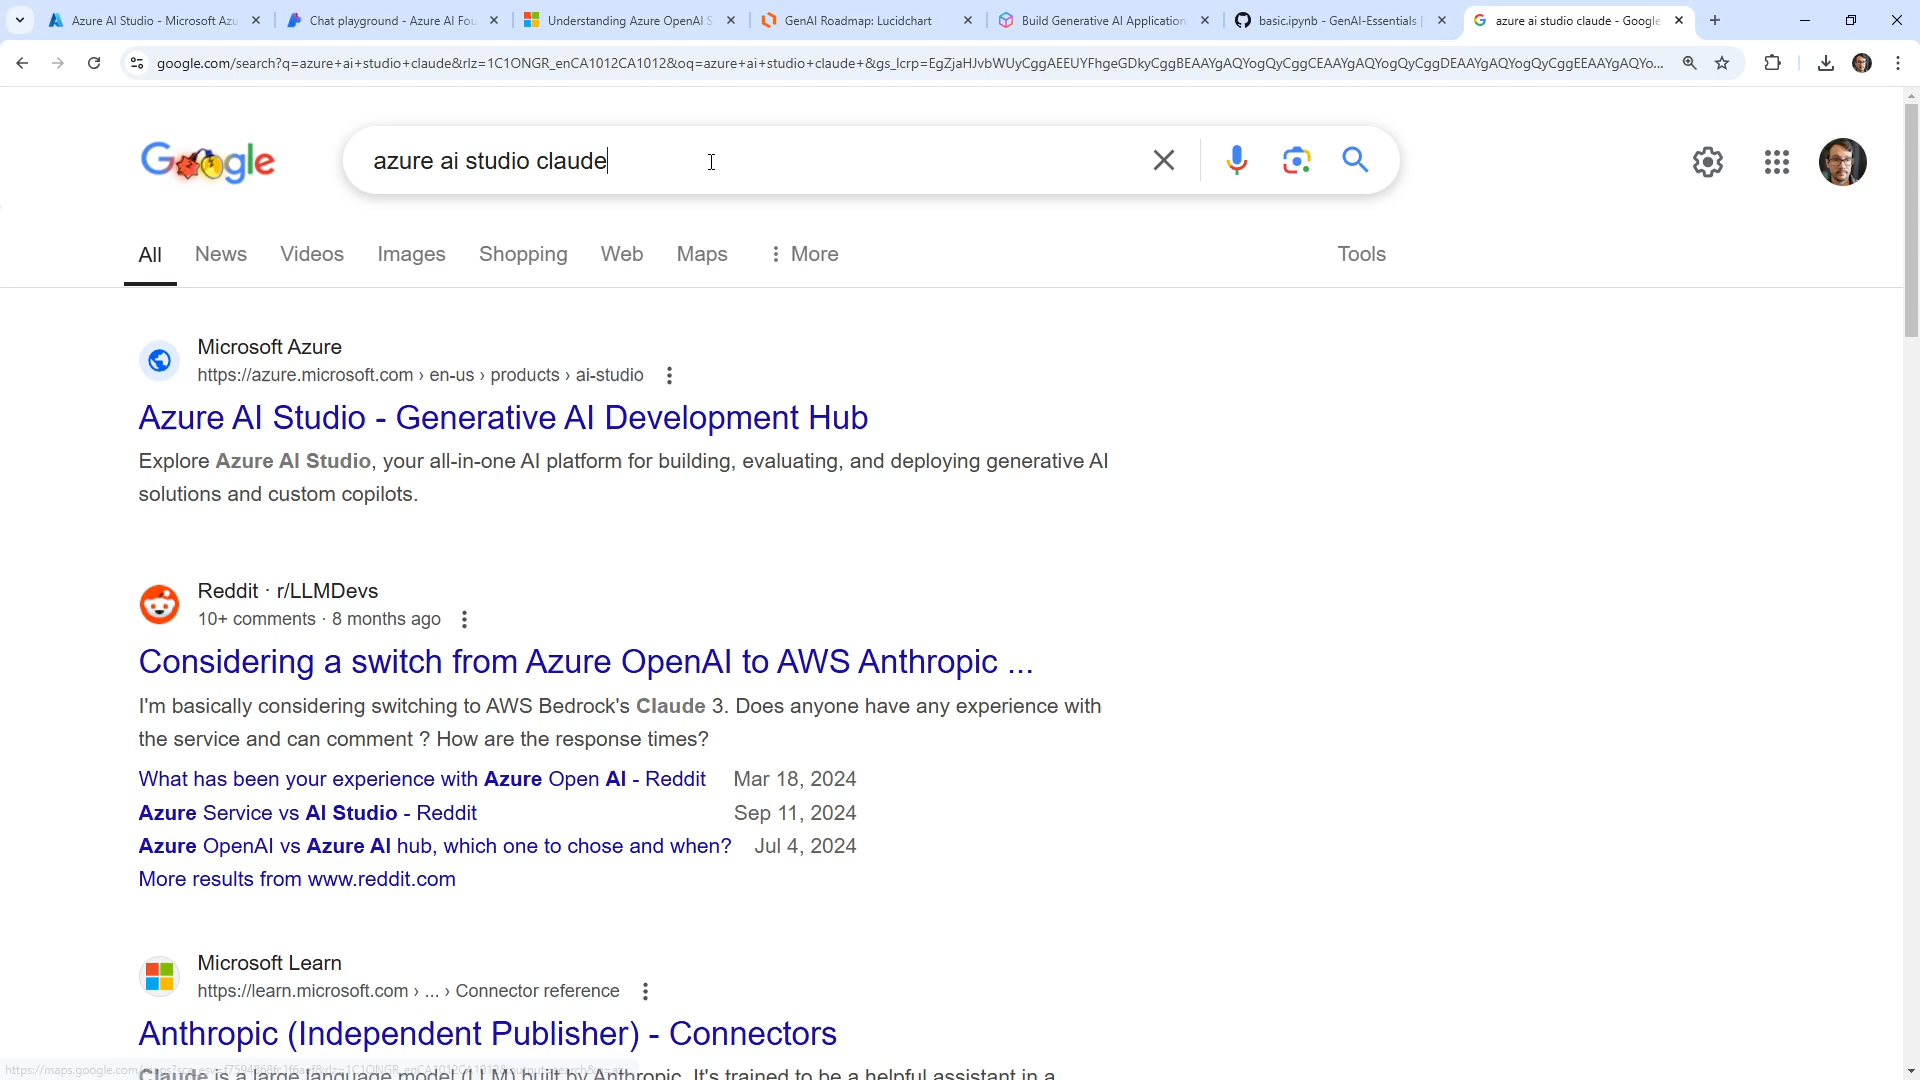 Azure AI Studio - Microsoft Azu
Chat playground - Azure AI Fou
Understanding Azure OpenAI S
GenAI Roadmap: Lucidchart
Build Generative AI Application
basic.ipynb - GenAI-Essentials |
azure ai studio claude - Google
google.com/search?q=azure+ai+studio+claude&rlz=1C1ONGR_enCA1012CA1012&oq=azure+ai+studio+claude+&gs_lcrp=EgZjaHJvbWUyCggAEEUYFhgeGDkyCggBEAAYgAQYogQyCggCEAAYgAQYogQyCggDEAAYgAQYogQyCggEEAAYgAQYo...
Google
azure ai studio claude
All News Videos Images Shopping Web Maps More Tools
Microsoft Azure
https://azure.microsoft.com › en-us › products › ai-studio
Azure AI Studio - Generative AI Development Hub
Explore Azure AI Studio, your all-in-one AI platform for building, evaluating, and deploying generative AI
solutions and custom copilots.
Reddit · r/LLMDevs
10+ comments · 8 months ago
Considering a switch from Azure OpenAI to AWS Anthropic ...
I'm basically considering switching to AWS Bedrock's Claude 3. Does anyone have any experience with
the service and can comment ? How are the response times?
What has been your experience with Azure Open AI - Reddit Mar 18, 2024
Azure Service vs AI Studio - Reddit Sep 11, 2024
Azure OpenAI vs Azure AI hub, which one to chose and when? Jul 4, 2024
More results from www.reddit.com
Microsoft Learn
https://learn.microsoft.com › ... › Connector reference
Anthropic (Independent Publisher) - Connectors
Claude is a large language model (LLM) built by Anthropic. It's trained to be a helpful assistant in a